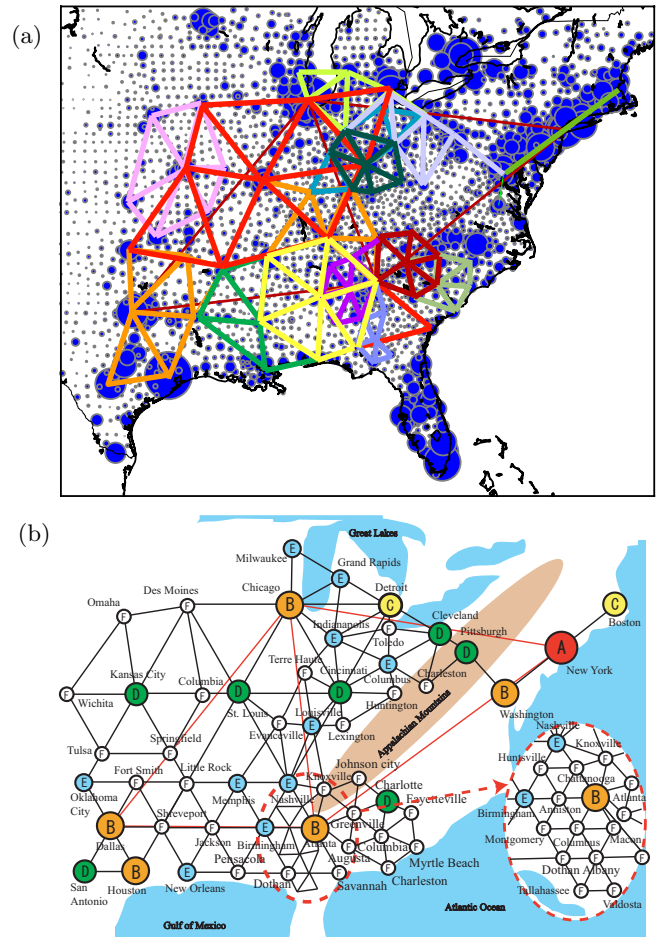 (a)
(b)
Great Lakes
Milwaukee
E
Grand Rapids
E
Chicago
Detroit
Des Moines
Omaha
F
B
C
C
F
Cleveland
Boston
Indianapolis
E
F
D
Pittsburgh
Toledo
D
A
Terre Haute
Cincinnati
E
Columbus
New York
Kansas City
Columbia
F
Charleston
F
D
F
D
D
F
F
B
Wichita
St. Louis
Louisville
Huntington
Washington
Appalachian Mountains
Springfield
F
E
F
Nashville
Evanceville
Lexington
E
Knoxville
Tulsa
F
F
Huntsville
F
F
Johnson city
F
F
Fort Smith
Little Rock
Knoxville
F
Chattanooga
F
E
F
F
E
E
F
Charlotte
F
Oklahoma City
Memphis
Nashville
D
Fayetteville
E
F
B
Atlanta
Shreveport
F
F
Birmingham
Anniston
B
F
F
E
B
Greenville
F
F
F
F
F
F
Dallas
Jackson
Birmingham
Atlanta
Columbia
Montgomery
Columus
Macon
Pensacola
F
Augusta
F
F
F
F
F
Myrtle Beach
Dothan Albany
D
B
F
E
F
F
F
Charleston
F
F
San Antonio
Houston
New Orleans
Dothan
Savannah
Tallahassee
Valdosta
Gulf of Mexico
Atlantic Ocean